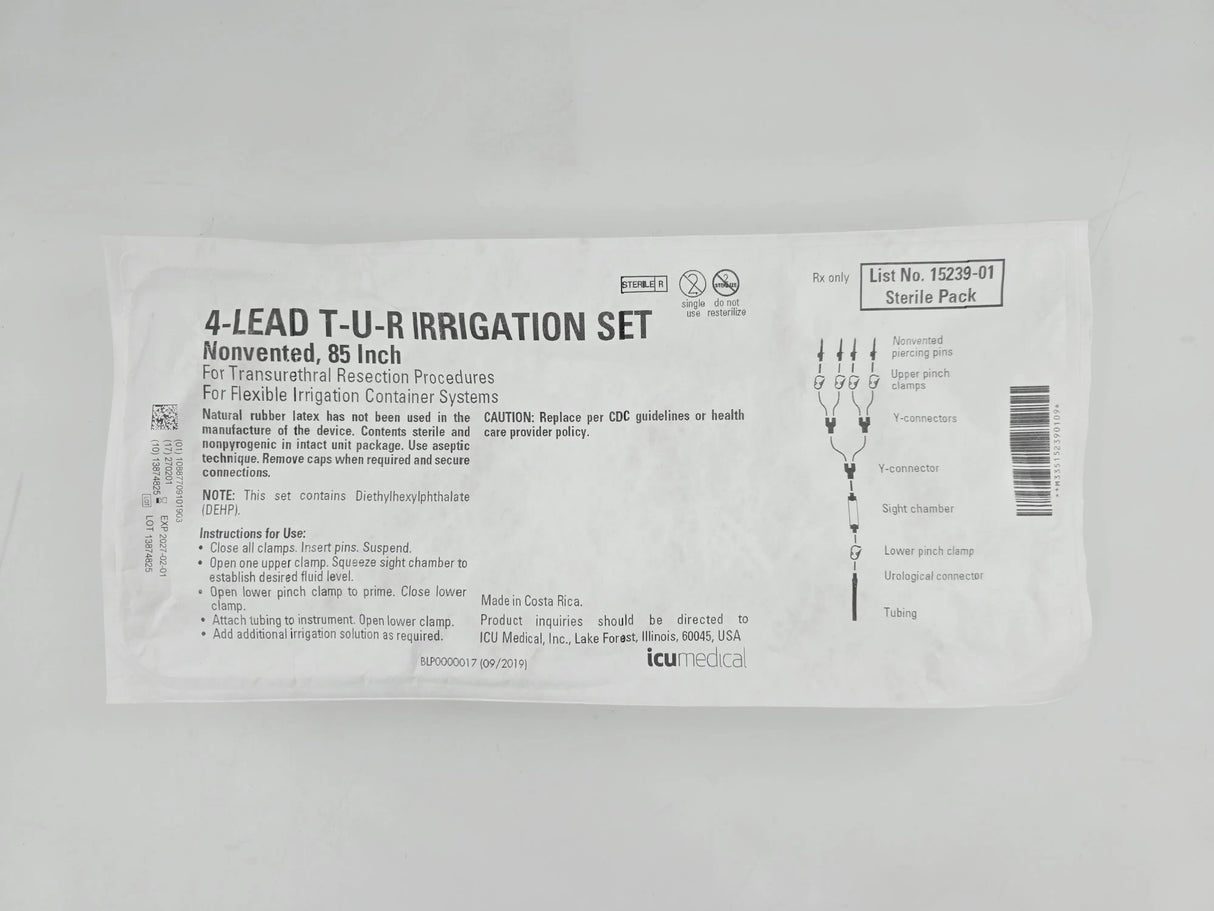 STERILE R
single use
do not resterilize
Rx only
List No. 15239-01
Sterile Pack
4-LEAD T-U-R IRRIGATION SET
Nonvented, 85 Inch
For Transurethral Resection Procedures
For Flexible Irrigation Container Systems
Natural rubber latex has not been used in the
manufacture of the device. Contents sterile and
nonpyrogenic in intact unit package. Use aseptic
technique. Remove caps when required and secure
connections.
NOTE: This set contains Diethylhexylphthalate
(DEHP).
Instructions for Use:
• Close all clamps. Insert pins. Suspend.
• Open one upper clamp. Squeeze sight chamber to
establish desired fluid level.
• Open lower pinch clamp to prime. Close lower
clamp.
• Attach tubing to instrument. Open lower clamp.
• Add additional irrigation solution as required.
CAUTION: Replace per CDC guidelines or health
care provider policy.
Made in Costa Rica.
Product inquiries should be directed to
ICU Medical, Inc., Lake Forest, Illinois, 60045, USA
BLP0000017 (09/2019)
icumedical
Nonvented
piercing pins
Upper pinch
clamps
Y-connectors
Y-connector
Sight chamber
Lower pinch clamp
Urological connector
Tubing
(01) 10887709101903
(17) 270201
(10) 13874825
EXP 2027-02-01
LOT LOT 13874825
**M335152390109*